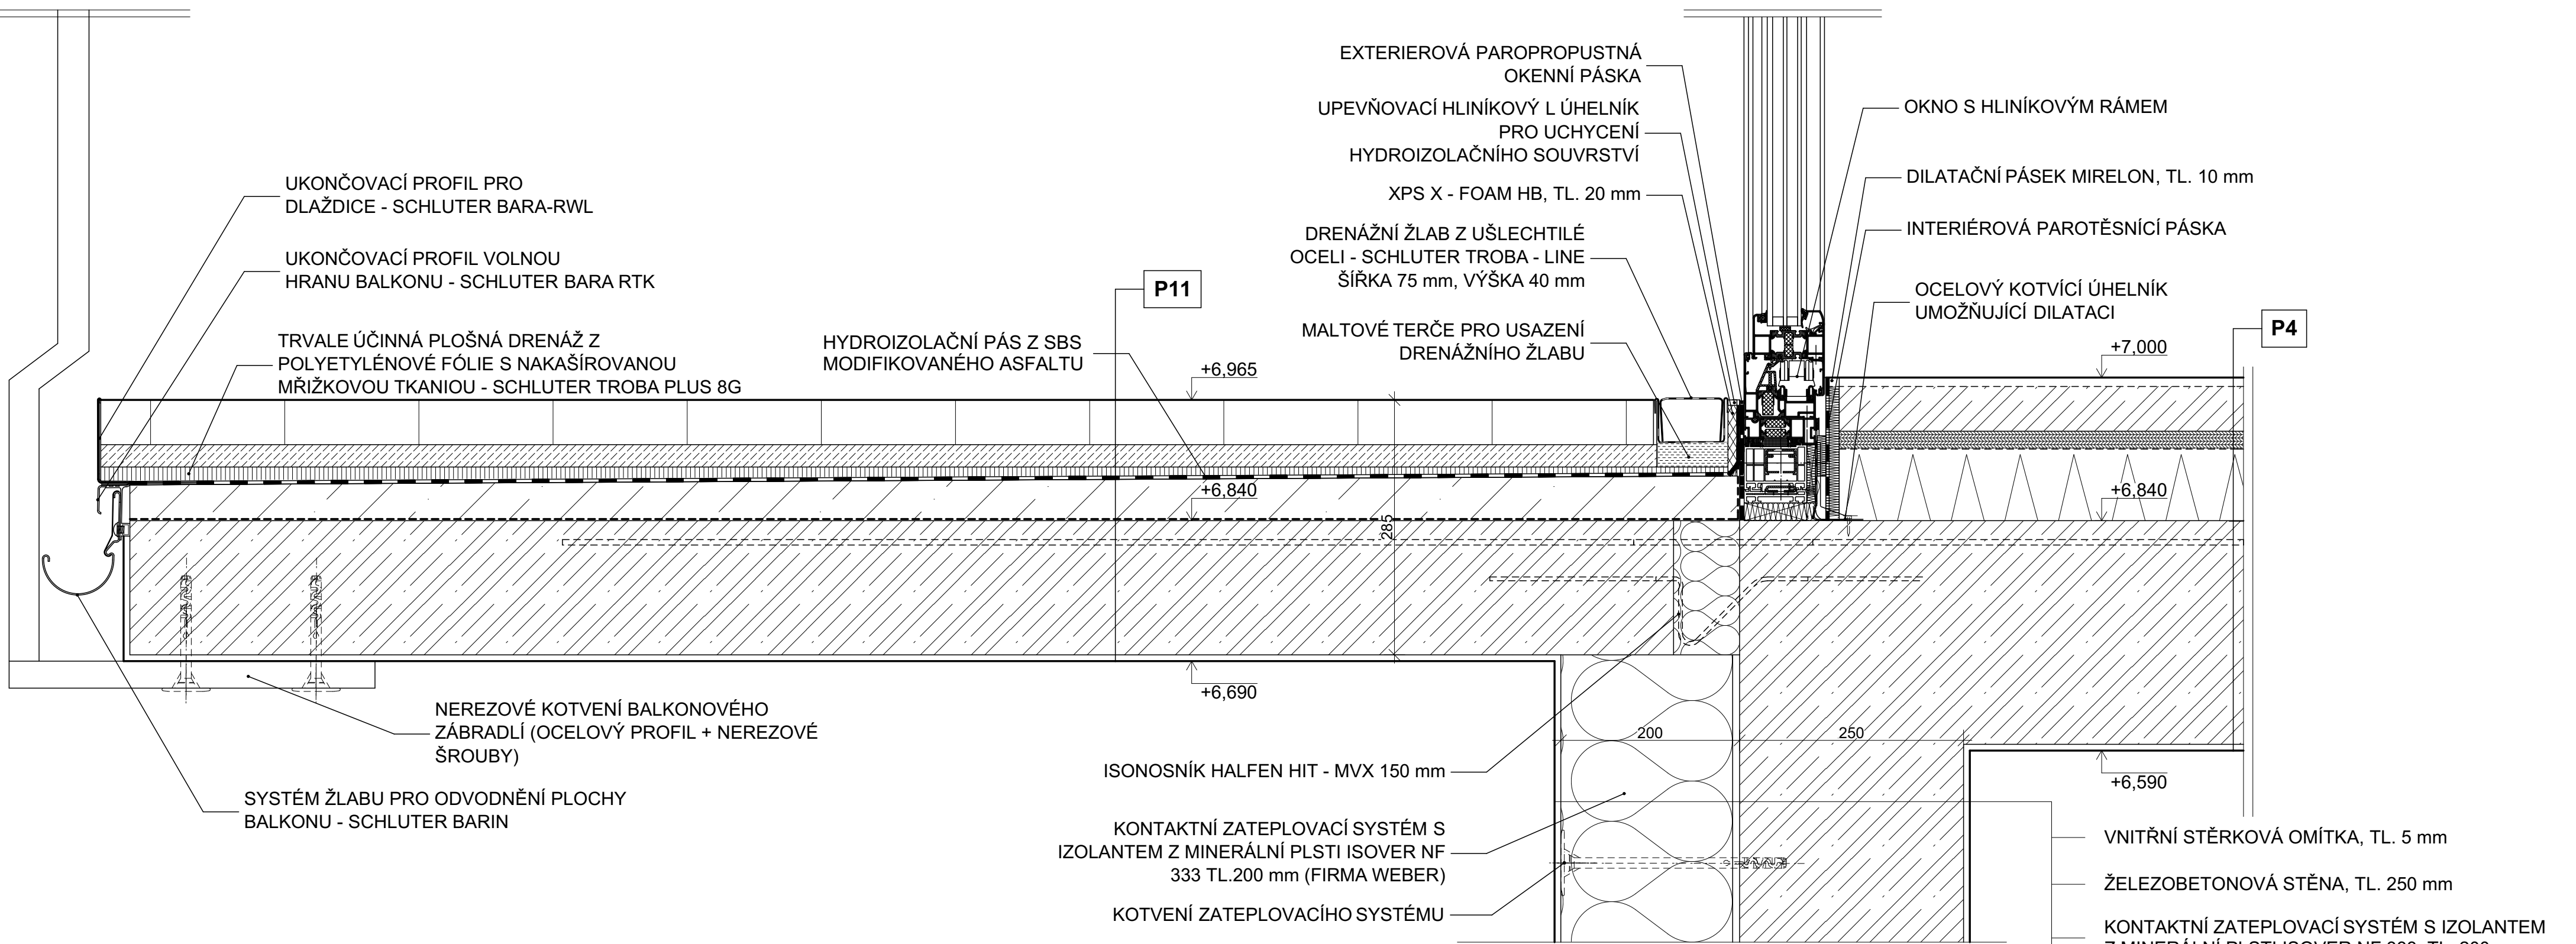 UKONČOVACÍ PROFIL PRO
DLAŽDICE - SCHLUTER BARA-RWL
UKONČOVACÍ PROFIL VOLNOU
HRANU BALKONU - SCHLUTER BARA RTK
TRVALE ÚČINNÁ PLOŠNÁ DRENÁŽ Z
POLYETYLÉNOVÉ FÓLIE S NAKAŠÍROVANOU
MŘIŽKOVOU TKANIOU - SCHLUTER TROBA PLUS 8G
HYDROIZOLAČNÍ PÁS Z SBS
MODIFIKOVANÉHO ASFALTU
P11
EXTERIEROVÁ PAROPROPUSTNÁ
OKENNÍ PÁSKA
UPEVŇOVACÍ HLINÍKOVÝ L ÚHELNÍK
PRO UCHYCENÍ
HYDROIZOLAČNÍHO SOUVRSTVÍ
XPS X - FOAM HB, TL. 20 mm
DRENÁŽNÍ ŽLAB Z UŠLECHTILÉ
OCELI - SCHLUTER TROBA - LINE
ŠÍŘKA 75 mm, VÝŠKA 40 mm
MALTOVÉ TERČE PRO USAZENÍ
DRENÁŽNÍHO ŽLABU
OKNO S HLINÍKOVÝM RÁMEM
DILATAČNÍ PÁSEK MIRELON, TL. 10 mm
INTERIÉROVÁ PAROTĚSNÍCÍ PÁSKA
OCELOVÝ KOTVÍCÍ ÚHELNÍK
UMOŽŇUJÍCÍ DILATACI
P4
+7,000
+6,965
+6,840
+6,840
285
+6,690
200
250
+6,590
NEREZOVÉ KOTVENÍ BALKONOVÉHO
ZÁBRADLÍ (OCELOVÝ PROFIL + NEREZOVÉ
ŠROUBY)
SYSTÉM ŽLABU PRO ODVODNĚNÍ PLOCHY
BALKONU - SCHLUTER BARIN
ISONOSNÍK HALFEN HIT - MVX 150 mm
KONTAKTNÍ ZATEPLOVACÍ SYSTÉM S
IZOLANTEM Z MINERÁLNÍ PLSTI ISOVER NF
333 TL.200 mm (FIRMA WEBER)
KOTVENÍ ZATEPLOVACÍHO SYSTÉMU
VNITŘNÍ STĚRKOVÁ OMÍTKA, TL. 5 mm
ŽELEZOBETONOVÁ STĚNA, TL. 250 mm
KONTAKTNÍ ZATEPLOVACÍ SYSTÉM S IZOLANTEM